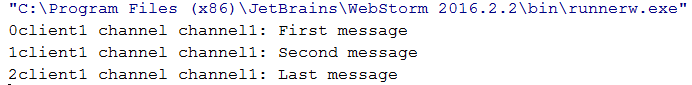 "C:\Program Files (x86)\JetBrains\WebStorm 2016.2.2\bin\runnerw.exe"
0client1 channel channel1: First message
1client1 channel channel1: Second message
2client1 channel channel1: Last message